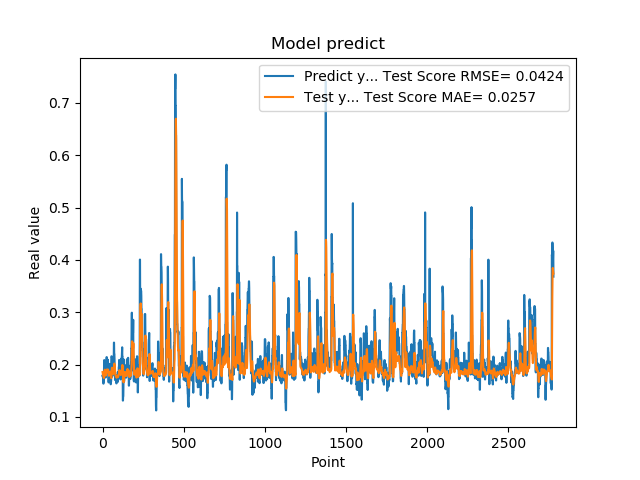 Model predict
Predict y... Test Score RMSE= 0.0424
Test y... Test Score MAE= 0.0257
0.7
0.6
0.5
0.4
0.3
0.2
0.1
Real value
0 500 1000 1500 2000 2500
Point